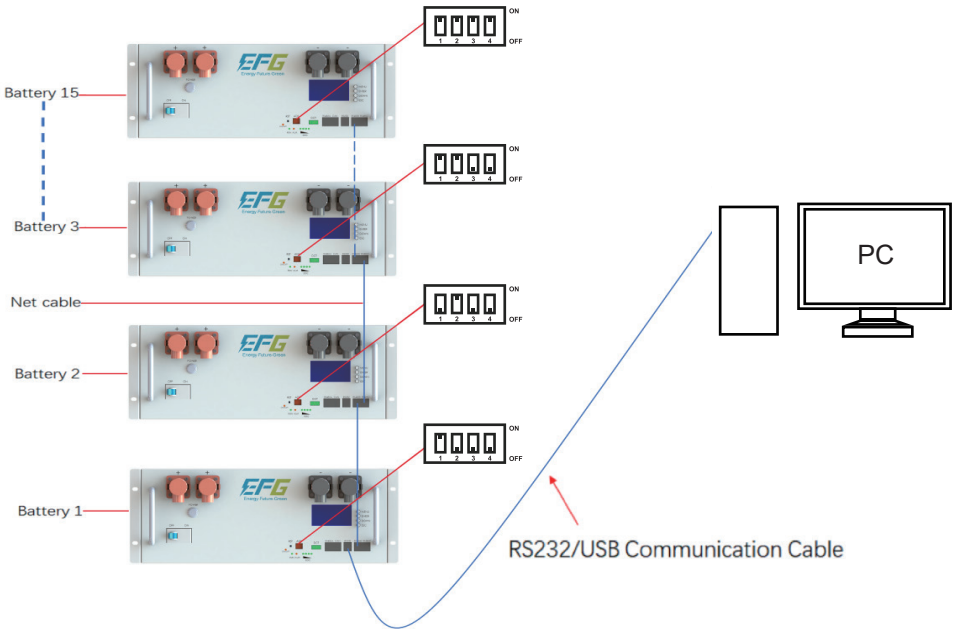 ON
1 2 3 4
OFF
EFG
Energy Future Green
Battery 15
ON
1 2 3 4
OFF
EFG
Energy Future Green
Battery 3
PC
Net cable
ON
1 2 3 4
OFF
EFG
Energy Future Green
Battery 2
ON
1 2 3 4
OFF
EFG
Energy Future Green
Battery 1
RS232/USB Communication Cable